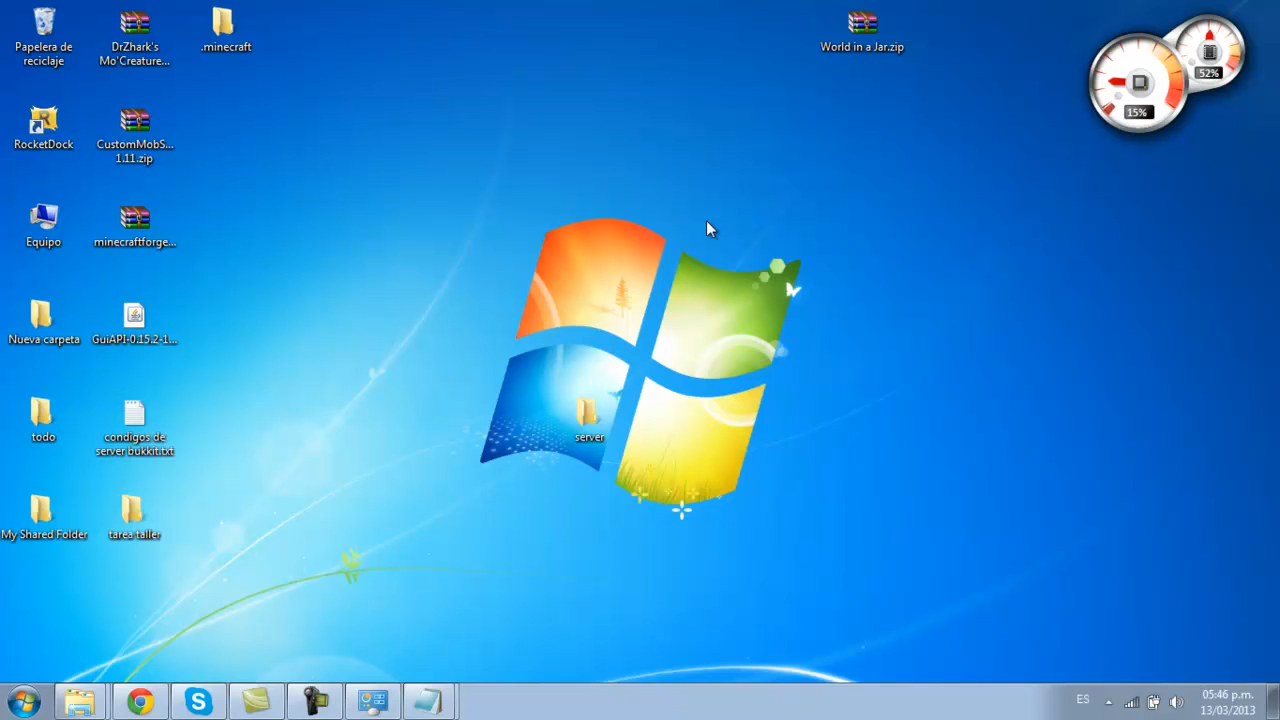 Papelera de
reciclaje
DrZhark's
Mo'Creature...
.minecraft
World in a Jar.zip
52%
15%
RocketDock
CustomMobS...
1.11.zip
Equipo
minecraftforge...
Nueva carpeta
GuiAPI-0.15.2-1...
todo
condigos de
server bukkit.txt
server
My Shared Folder
tarea taller
ES
05:46 p.m.
13/03/2013